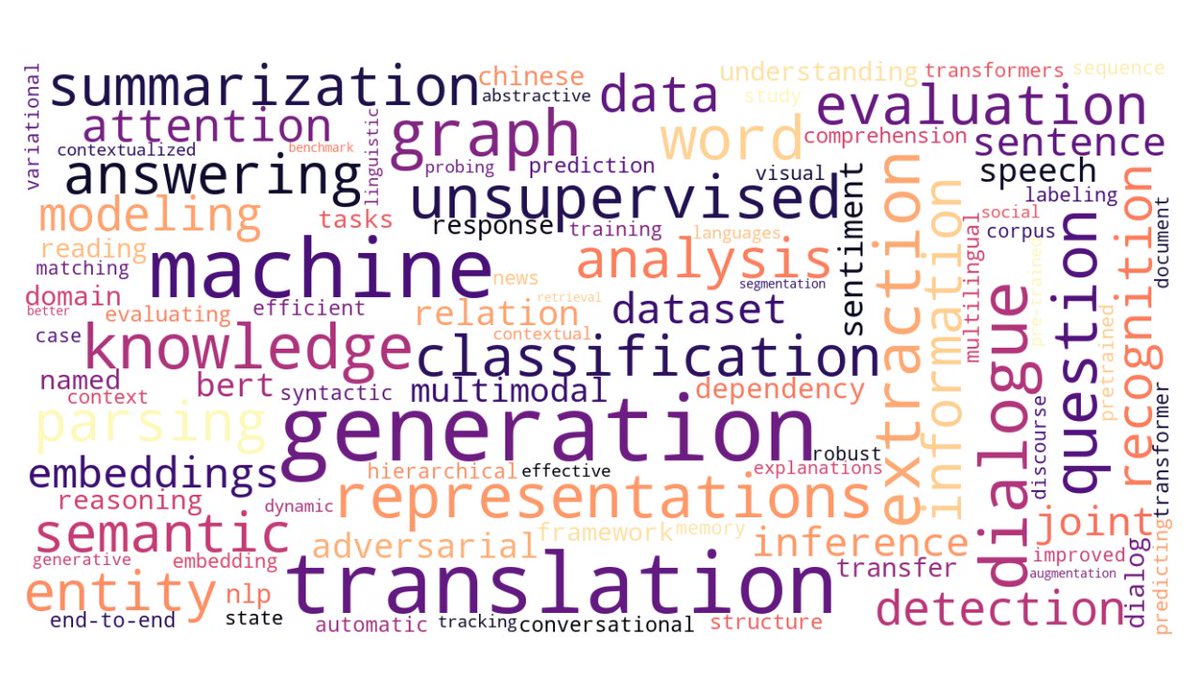 variational
summarization
chinese
abstractive
data
understanding
transformers
sequence
study
evaluation
attention
linguistic
graph
word
comprehension
sentence
contextualized
benchmark
probing
prediction
visual
speech
answering
unsupervised
sentiment
extraction
information
labeling
recognition
modeling
tasks
response
training
languages
social
corpus
document
reading
matching
machine
news
analysis
segmentation
multilingual
pre-trained
question
domain
better
evaluating
efficient
relation
retrieval
contextual
dataset
dialogue
pretrained
case
knowledge
classification
named
context
bert
syntactic
multimodal
dependency
discourse
transformer
parsing
generation
robust
embeddings
hierarchical
effective
explanations
reasoning
dynamic
representations
semantic
adversarial
framework
memory
inference
joint
predicting
generative
embedding
translation
transfer
improved
augmentation
dialog
entity
nlp
detection
end-to-end
state
automatic
tracking
conversational
structure